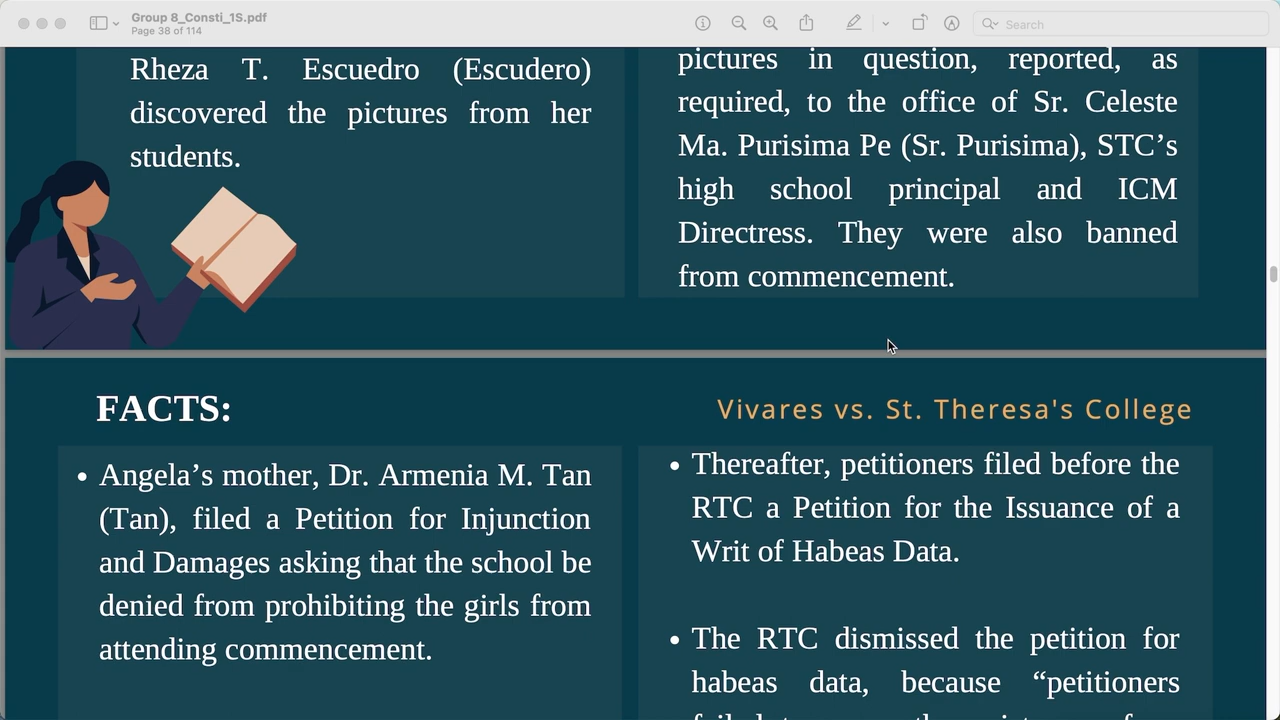 Group 8_Consti_1S.pdf
Page 38 of 114
Search
Rheza T. Escuedro (Escudero)
discovered the pictures from her
students.
pictures in question, reported, as
required, to the office of Sr. Celeste
Ma. Purisima Pe (Sr. Purisima), STC’s
high school principal and ICM
Directress. They were also banned
from commencement.
FACTS:
Vivares vs. St. Theresa's College
• Angela’s mother, Dr. Armenia M. Tan
(Tan), filed a Petition for Injunction
and Damages asking that the school be
denied from prohibiting the girls from
attending commencement.
• Thereafter, petitioners filed before the
RTC a Petition for the Issuance of a
Writ of Habeas Data.
• The RTC dismissed the petition for
habeas data, because “petitioners